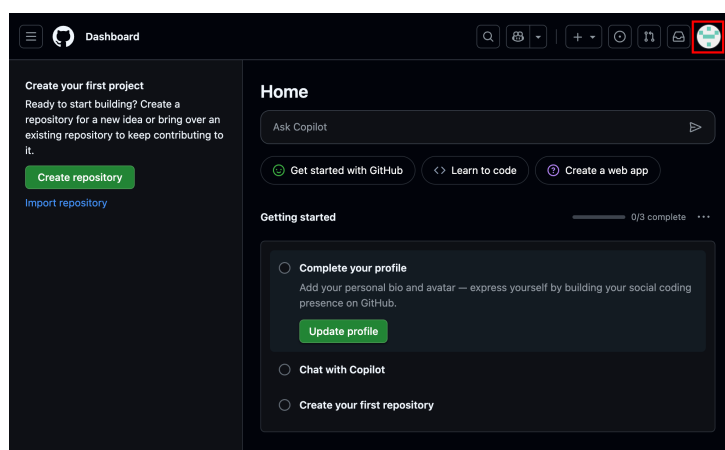 Dashboard
Create your first project
Ready to start building? Create a
repository for a new idea or bring over an
existing repository to keep contributing to
it.
Create repository
Import repository
Home
Ask Copilot
Get started with GitHub
Learn to code
Create a web app
Getting started
0/3 complete
Complete your profile
Add your personal bio and avatar — express yourself by building your social coding
presence on GitHub.
Update profile
Chat with Copilot
Create your first repository